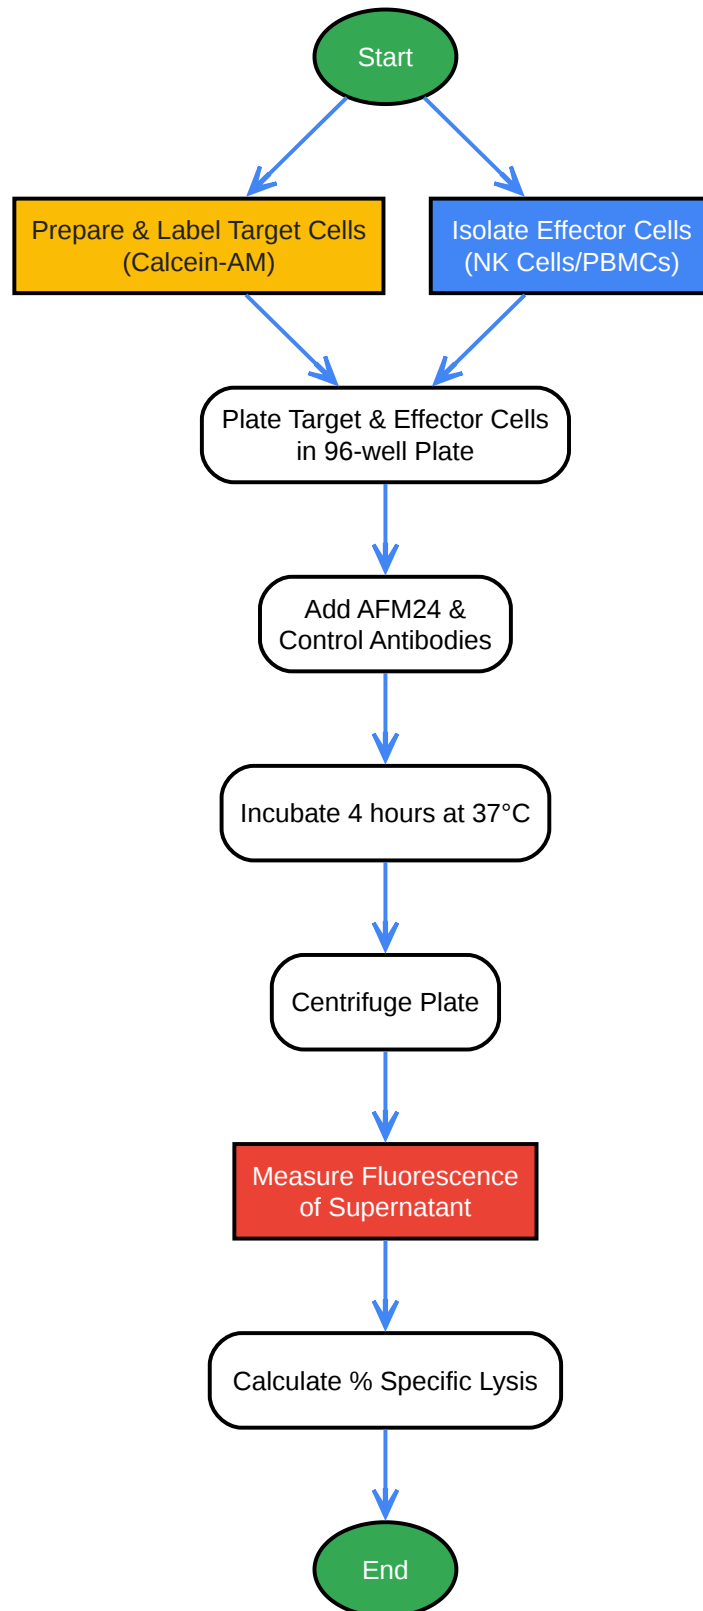 Start
Prepare & Label Target Cells
(Calcein-AM)
Isolate Effector Cells
(NK Cells/PBMCs)
Plate Target & Effector Cells
in 96-well Plate
Add AFM24 &
Control Antibodies
Incubate 4 hours at 37°C
Centrifuge Plate
Measure Fluorescence
of Supernatant
Calculate % Specific Lysis
End